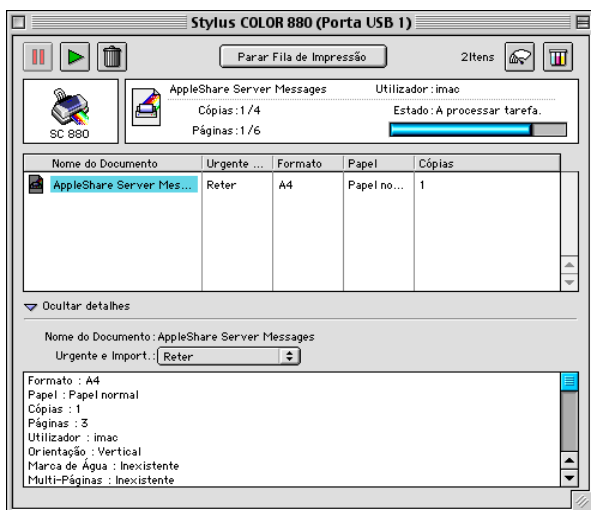 Stylus COLOR 880 (Porta USB 1)
Parar Fila de Impressão
2Itens
SC 880
AppleShare Server Messages
Utilizador : imac
Cópias : 1/4
Estado : A processar tarefa.
Páginas : 1/6
Nome do Documento Urgente ... Formato Papel Cópias
AppleShare Server Mes... Reter A4 Papel no... 1
Ocultar detalhes
Nome do Documento : AppleShare Server Messages
Urgente e Import. : Reter
Formato : A4
Papel : Papel normal
Cópias : 1
Páginas : 3
Utilizador : imac
Orientação : Vertical
Marca de Água : Inexistente
Multi-Páginas : Inexistente